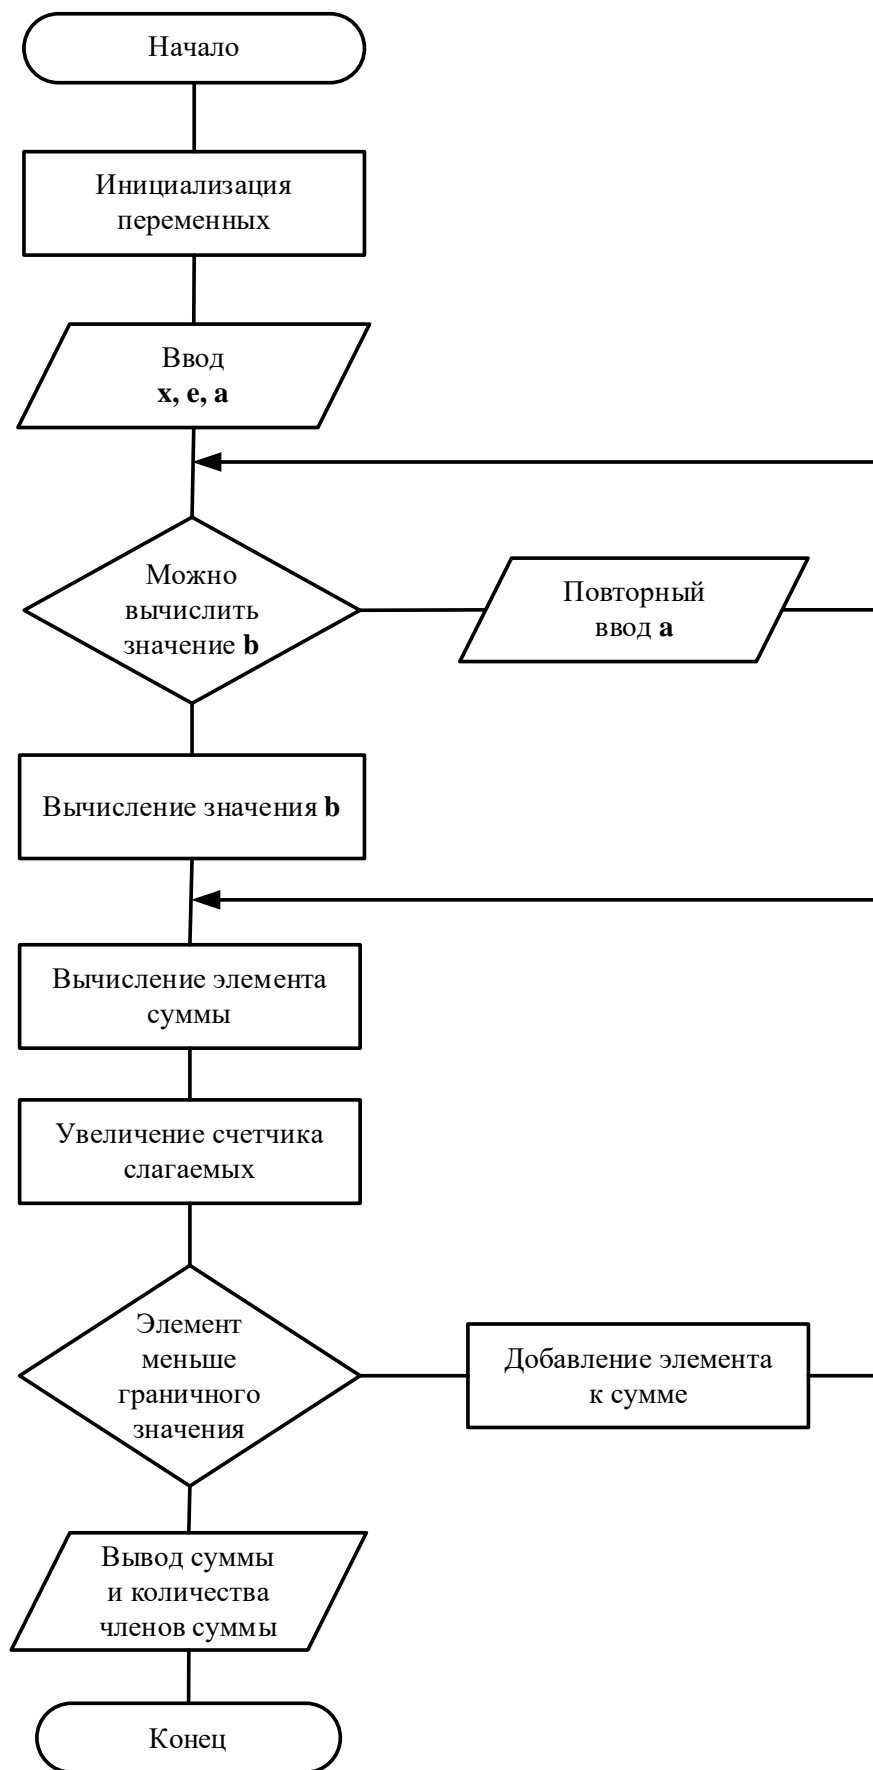 Начало
Инициализация
переменных
Ввод
x, e, a
Можно
вычислить
значение b
Повторный
ввод a
Вычисление значения b
Вычисление элемента
суммы
Увеличение счетчика
слагаемых
Элемент
меньше
граничного
значения
Добавление элемента
к сумме
Вывод суммы
и количества
членов суммы
Конец